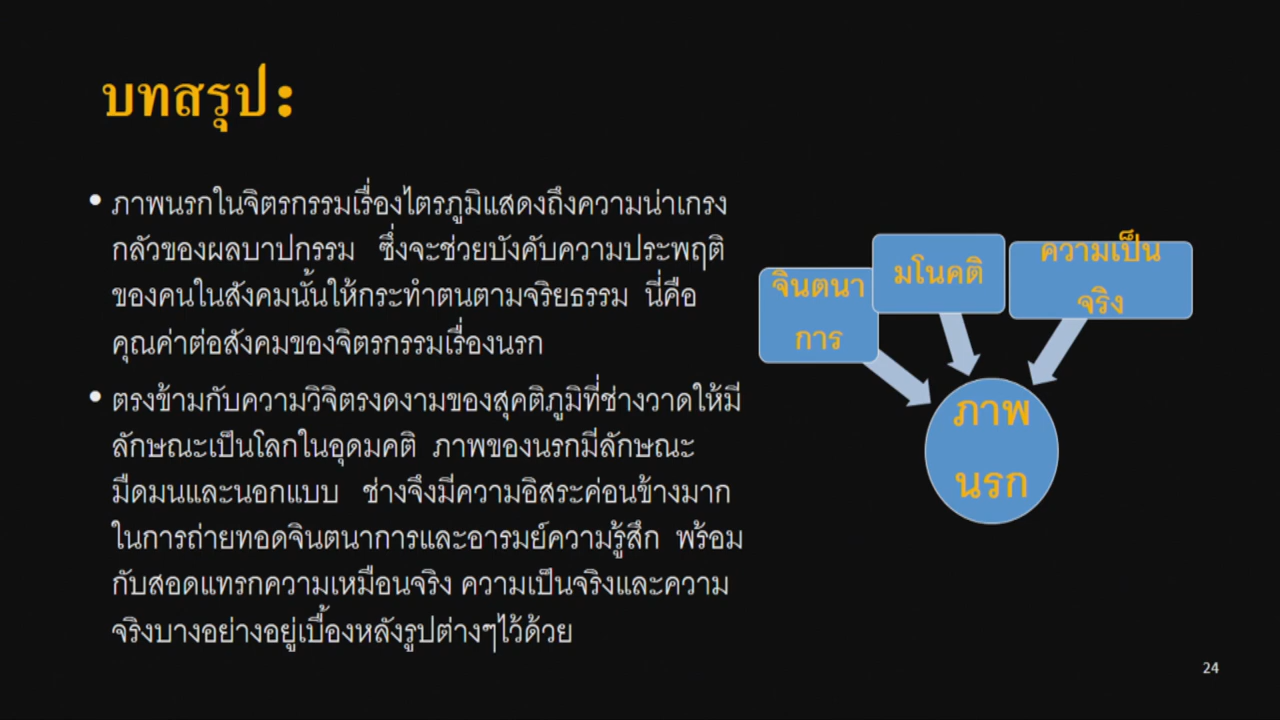 บทสรุป:
• ภาพนรกในจิตรกรรมเรื่องไตรภูมิแสดงถึงความน่าเกรง
กลัวของผลบาปกรรม ซึ่งจะช่วยบังคับความประพฤติ
ของคนในสังคมนั้นให้กระทำตนตามจริยธรรม นี่คือ
คุณค่าต่อสังคมของจิตรกรรมเรื่องนรก
• ตรงข้ามกับความวิจิตรงดงามของสุคติภูมิที่ช่างวาดให้มี
ลักษณะเป็นโลกในอุดมคติ ภาพของนรกมีลักษณะ
มืดมนและนอกแบบ ช่างจึงมีความอิสระค่อนข้างมาก
ในการถ่ายทอดจินตนาการและอารมย์ความรู้สึก พร้อม
กับสอดแทรกความเหมือนจริง ความเป็นจริงและความ
จริงบางอย่างอยู่เบื้องหลังรูปต่างๆไว้ด้วย
จินตนา
การ
มโนคติ
ความเป็น
จริง
ภาพ
นรก
24